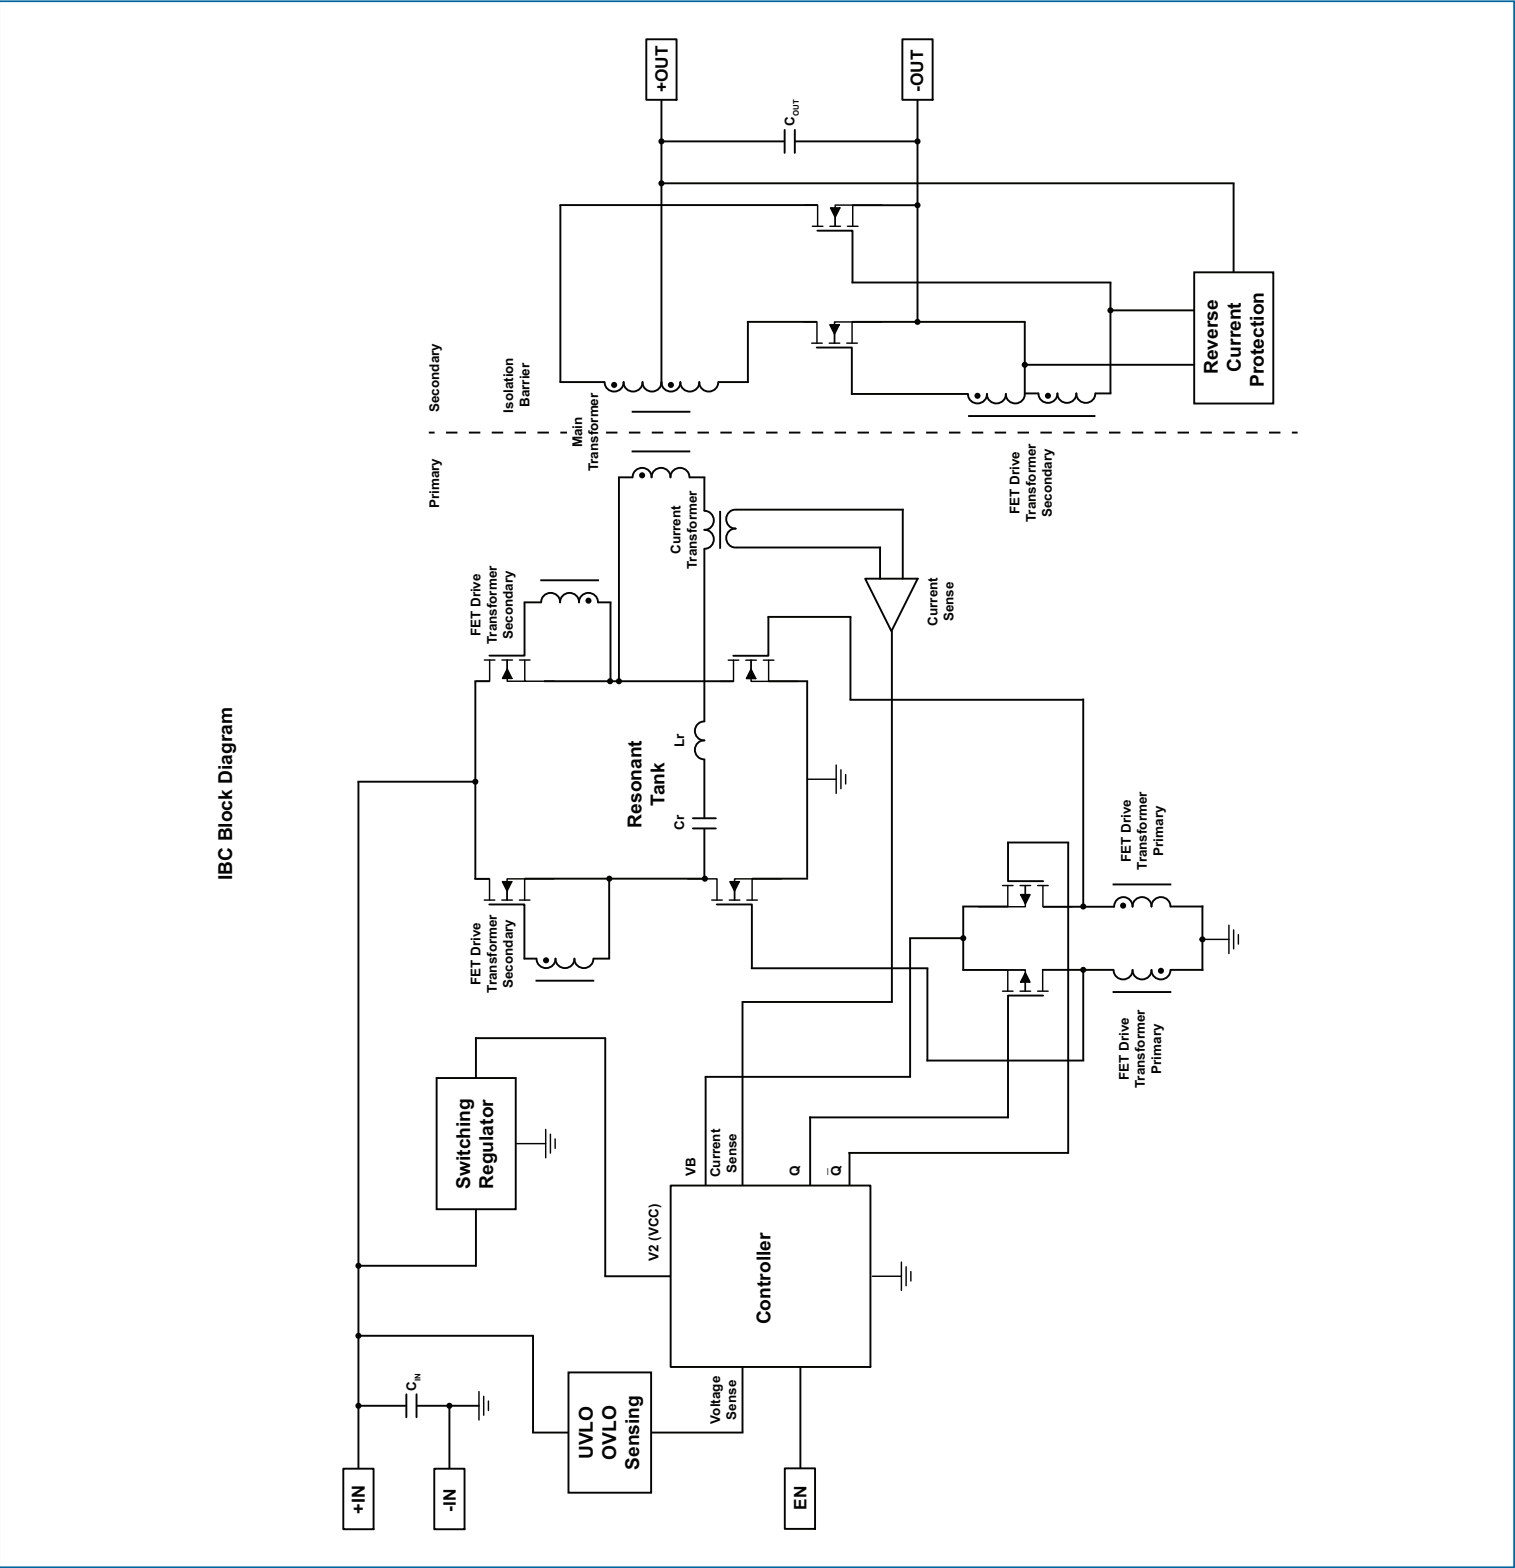 IBC Block Diagram
+IN
-IN
CIN
UVLO
OVLO
Sensing
EN
Switching
Regulator
V2 (VCC)
Voltage
Sense
Controller
VB
Current
Sense
Q
Q̅
FET Drive
Transformer
Secondary
FET Drive
Transformer
Secondary
Resonant
Tank
Cr
Lr
Current
Transformer
Current
Sense
FET Drive
Transformer
Primary
FET Drive
Transformer
Primary
Primary
Secondary
Isolation
Barrier
Main
Transformer
FET Drive
Transformer
Secondary
Reverse
Current
Protection
COUT
+OUT
-OUT